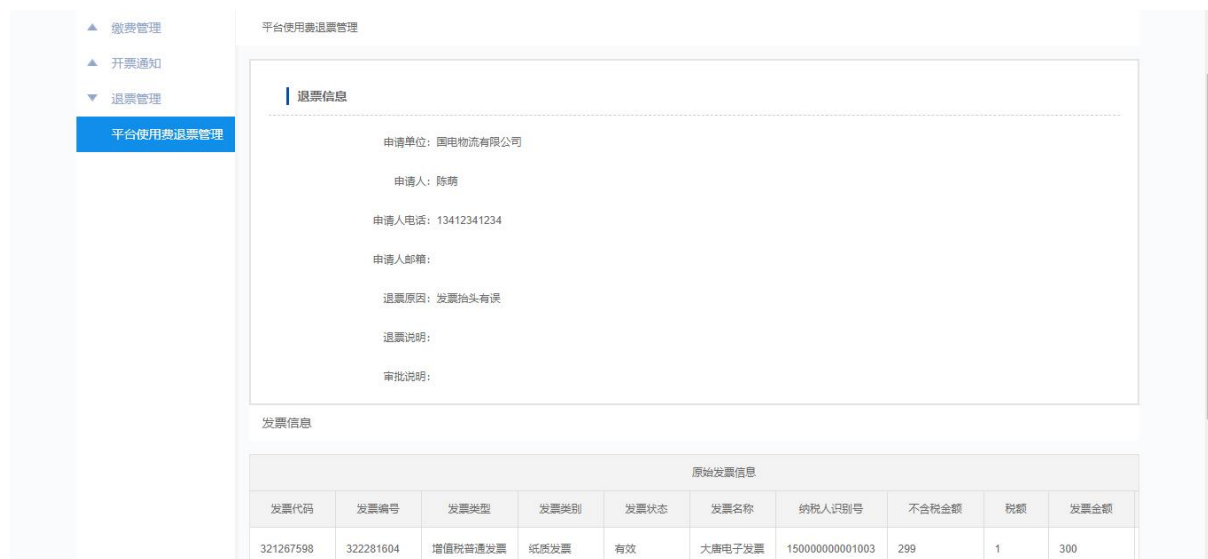 缴费管理
开票通知
退票管理
平台使用费退票管理
平台使用费退票管理
退票信息
申请单位：国电物流有限公司
申请人：陈萌
申请人电话：13412341234
申请人邮箱：
退票原因：发票抬头有误
退票说明：
审批说明：
发票信息
原始发票信息
发票代码 发票编号 发票类型 发票类别 发票状态 发票名称 纳税人识别号 不含税金额 税额 发票金额
321267598 322281604 增值税普通发票 纸质发票 有效 大唐电子发票 150000000001003 299 1 300